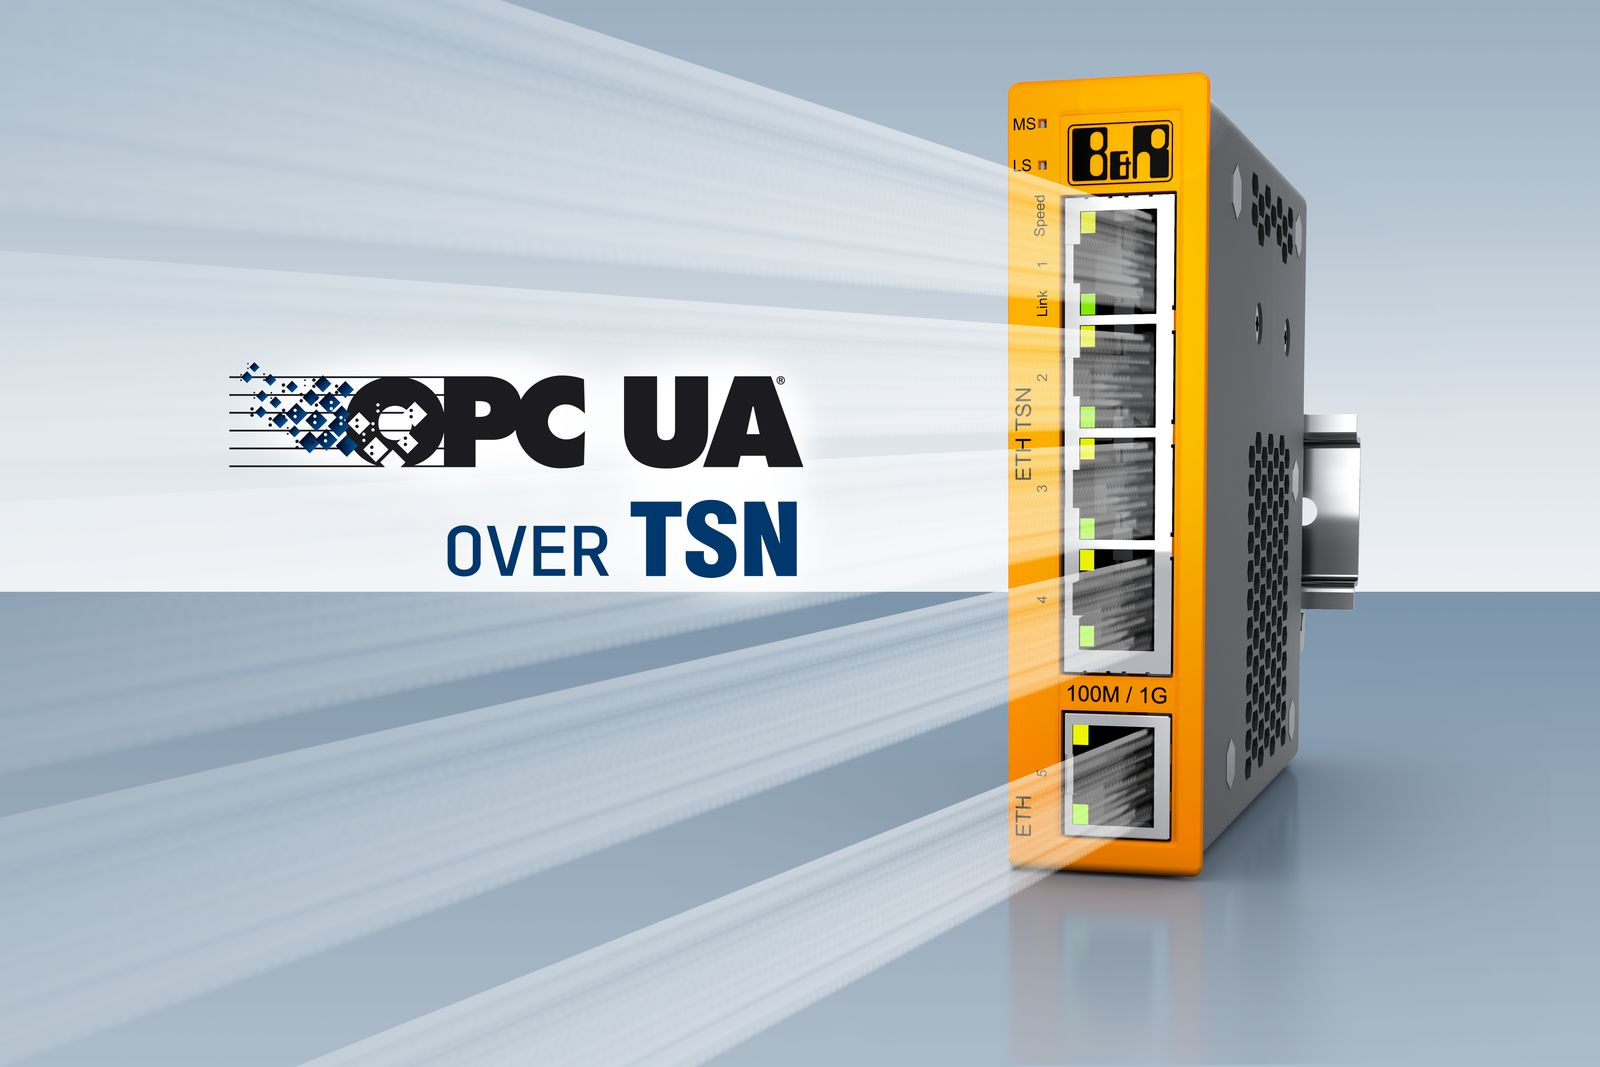 OPC UA®
OVER TSN
MS
B&R
LS
Speed
1
Link
2
ETH TSN
3
4
100M / 1G
5
ETH